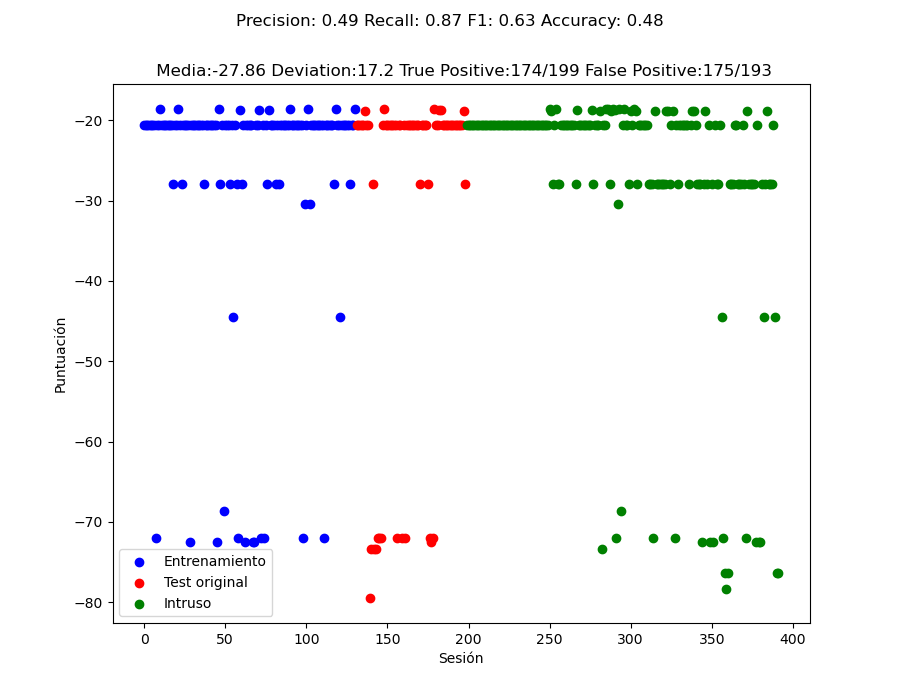 Precision: 0.49 Recall: 0.87 F1: 0.63 Accuracy: 0.48
Media:-27.86 Deviation:17.2 True Positive:174/199 False Positive:175/193
−20
−30
−40
−50
−60
−70
−80
Puntuación
Entrenamiento
Test original
Intruso
0 50 100 150 200 250 300 350 400
Sesión